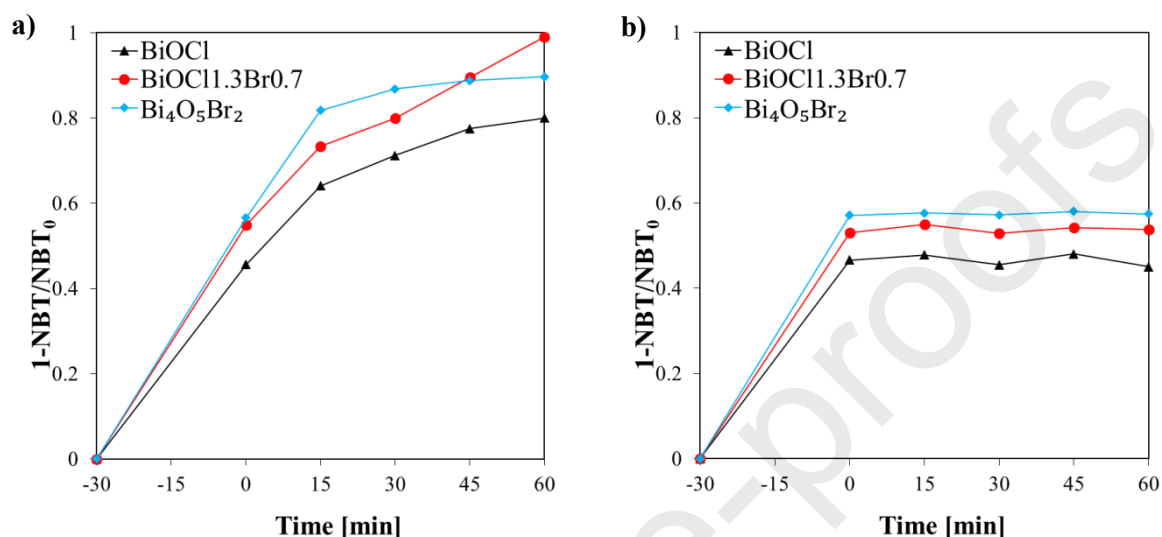 a)
1-NBT/NBT₀
1
0.8
0.6
0.4
0.2
0
BiOCl
BiOCl1.3Br0.7
Bi₄O₅Br₂
-30 -15 0 15 30 45 60
Time [min]
b)
1-NBT/NBT₀
1
0.8
0.6
0.4
0.2
0
BiOCl
BiOCl1.3Br0.7
Bi₄O₅Br₂
-30 -15 0 15 30 45 60
Time [min]
e-proofs